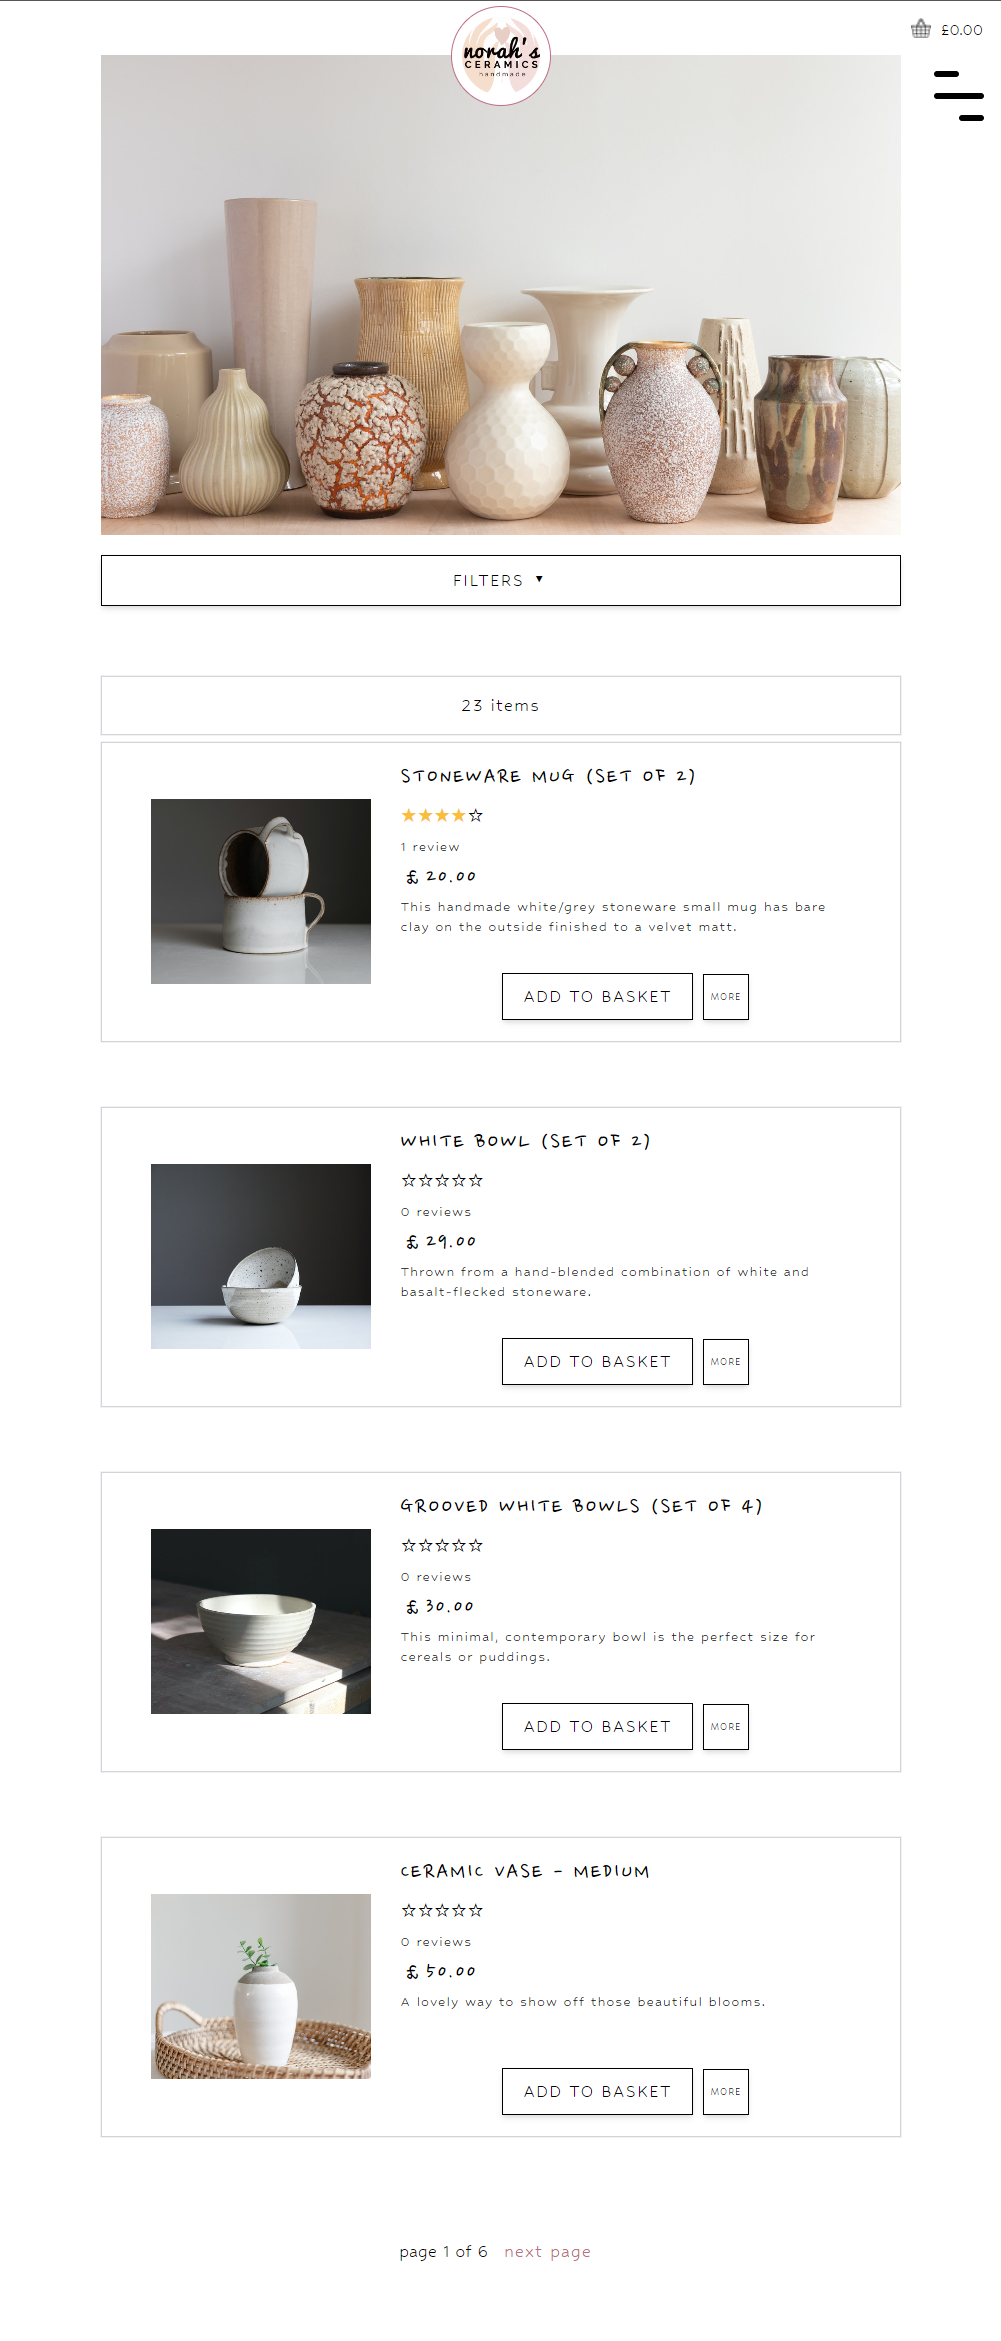 norah's
CERAMICS
handmade
£0.00
FILTERS ▼
23 items
STONEWARE MUG (SET OF 2)
★★★★☆
1 review
£ 20.00
This handmade white/grey stoneware small mug has bare
clay on the outside finished to a velvet matt.
ADD TO BASKET
MORE
WHITE BOWL (SET OF 2)
☆☆☆☆☆
0 reviews
£ 29.00
Thrown from a hand-blended combination of white and
basalt-flecked stoneware.
ADD TO BASKET
MORE
GROOVED WHITE BOWLS (SET OF 4)
☆☆☆☆☆
0 reviews
£ 30.00
This minimal, contemporary bowl is the perfect size for
cereals or puddings.
ADD TO BASKET
MORE
CERAMIC VASE - MEDIUM
☆☆☆☆☆
0 reviews
£ 50.00
A lovely way to show off those beautiful blooms.
ADD TO BASKET
MORE
page 1 of 6 next page